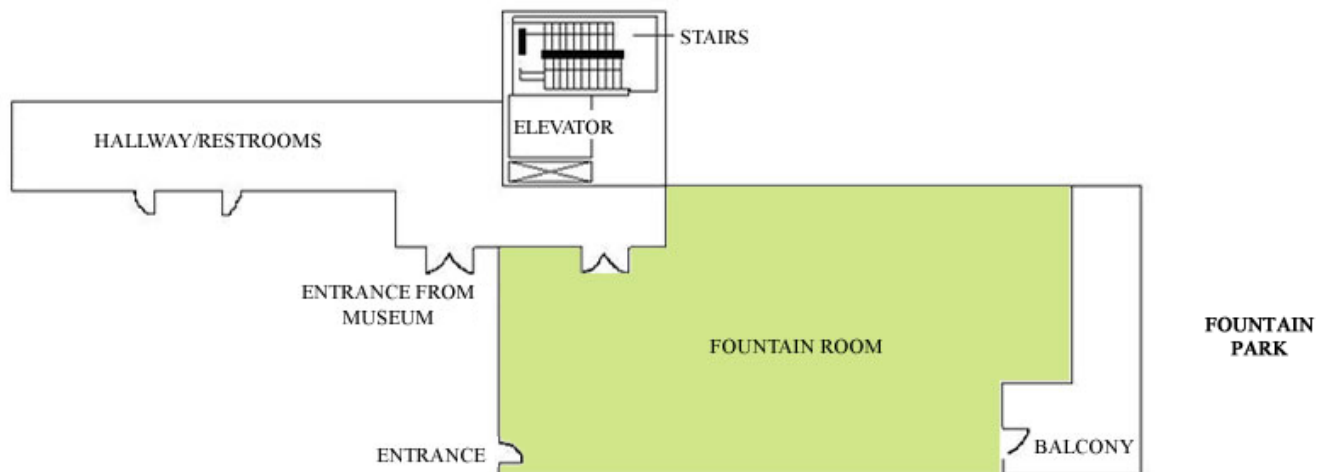 STAIRS
ELEVATOR
HALLWAY/RESTROOMS
ENTRANCE FROM
MUSEUM
FOUNTAIN ROOM
FOUNTAIN
PARK
ENTRANCE
BALCONY